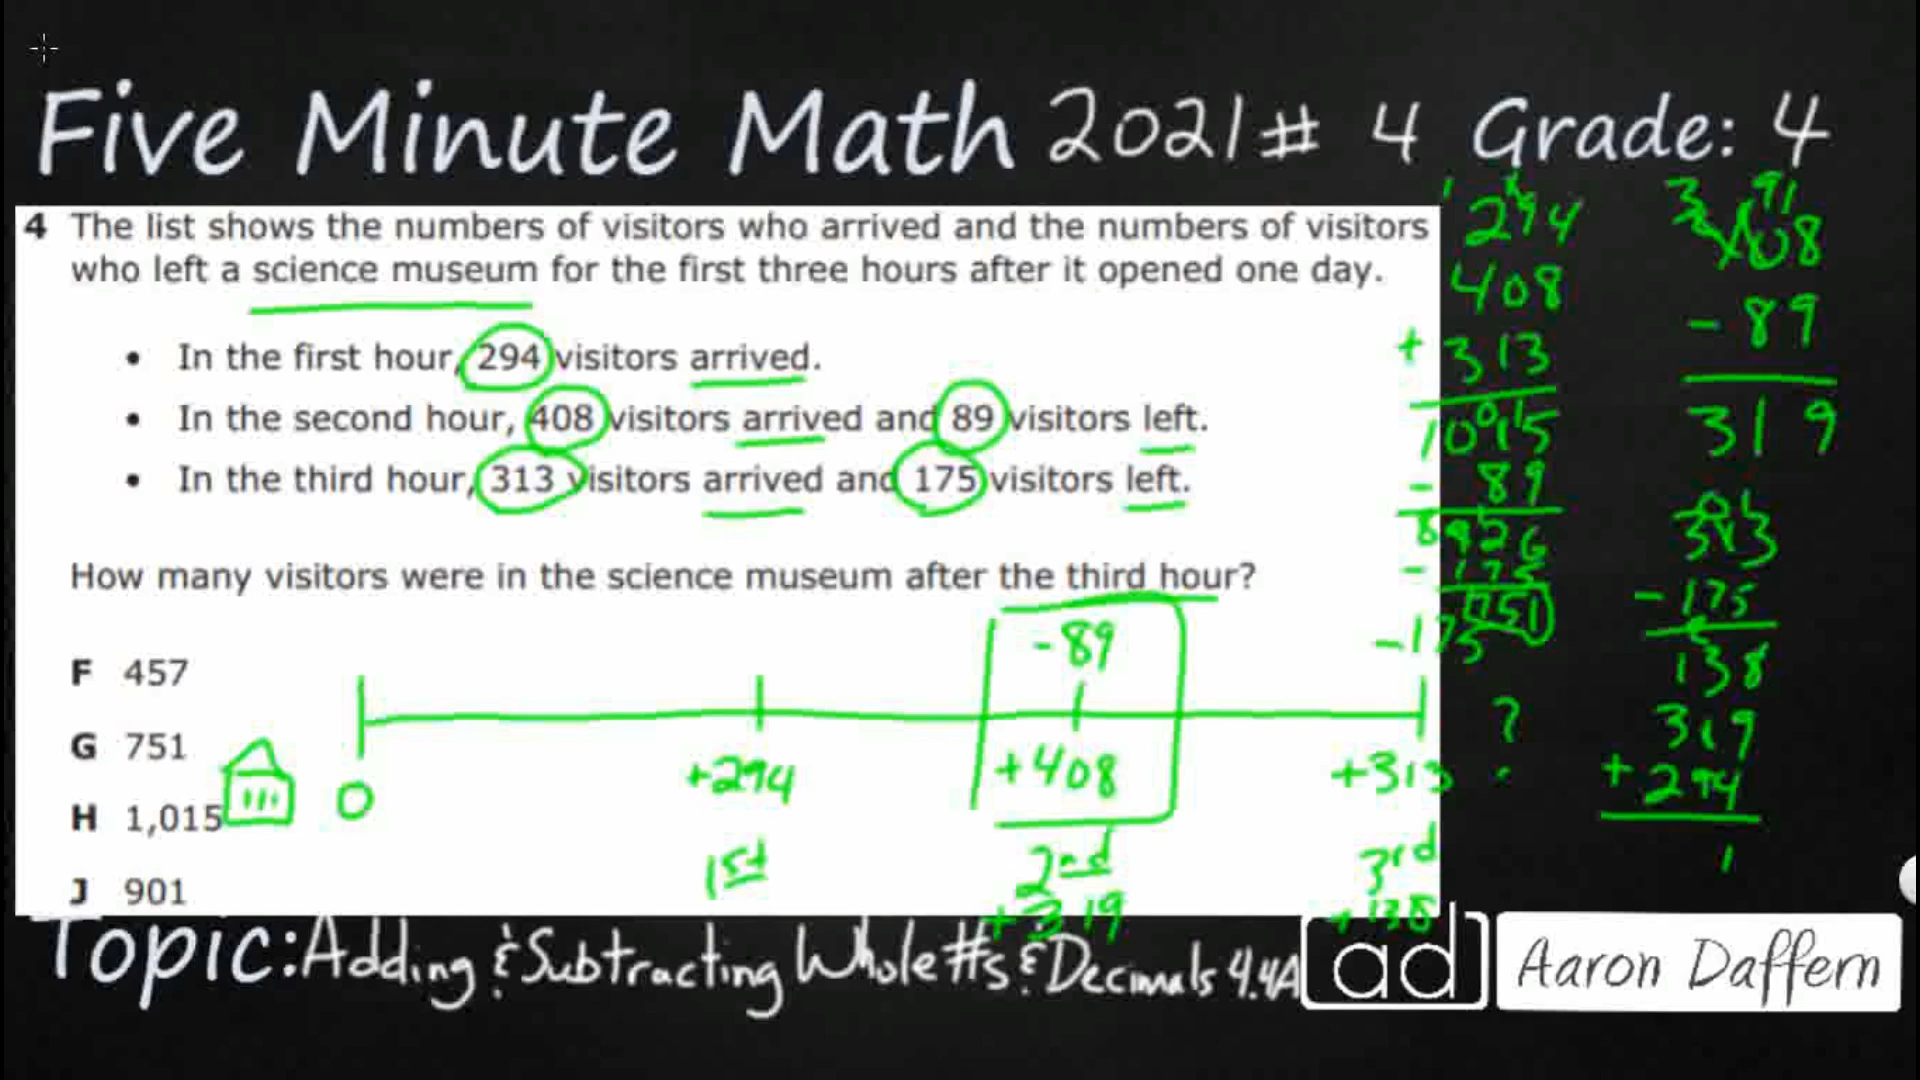 Five Minute Math 2021 # 4 Grade: 4
4 The list shows the numbers of visitors who arrived and the numbers of visitors
who left a science museum for the first three hours after it opened one day.
• In the first hour, 294 visitors arrived.
• In the second hour, 408 visitors arrived and 89 visitors left.
• In the third hour, 313 visitors arrived and 175 visitors left.
How many visitors were in the science museum after the third hour?
F 457
G 751
H 1,015
J 901
0
+294
1st
-89
+408
2nd
+319
-175
+313
3rd
+138
?
294
408
+ 313
1015
- 89
926
- 175
751
408
- 89
319
313
- 175
138
319
+ 294
1
Topic: Adding & Subtracting Whole #s & Decimals 4.4A
ad
Aaron Daffern